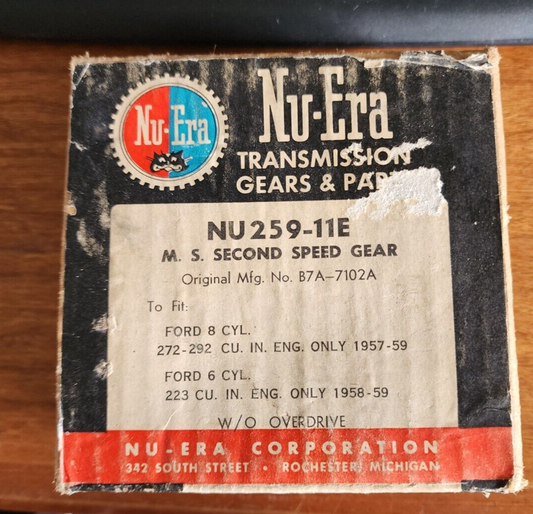 Nu-Era
Nu-Era
TRANSMISSION
GEARS & PAR
NU259-11E
M. S. SECOND SPEED GEAR
Original Mfg. No. B7A-7102A
To Fit:
FORD 8 CYL.
272-292 CU. IN. ENG. ONLY 1957-59
FORD 6 CYL.
223 CU. IN. ENG. ONLY 1958-59
W/O OVERDRIVE
NU-ERA CORPORATION
342 SOUTH STREET • ROCHESTER, MICHIGAN